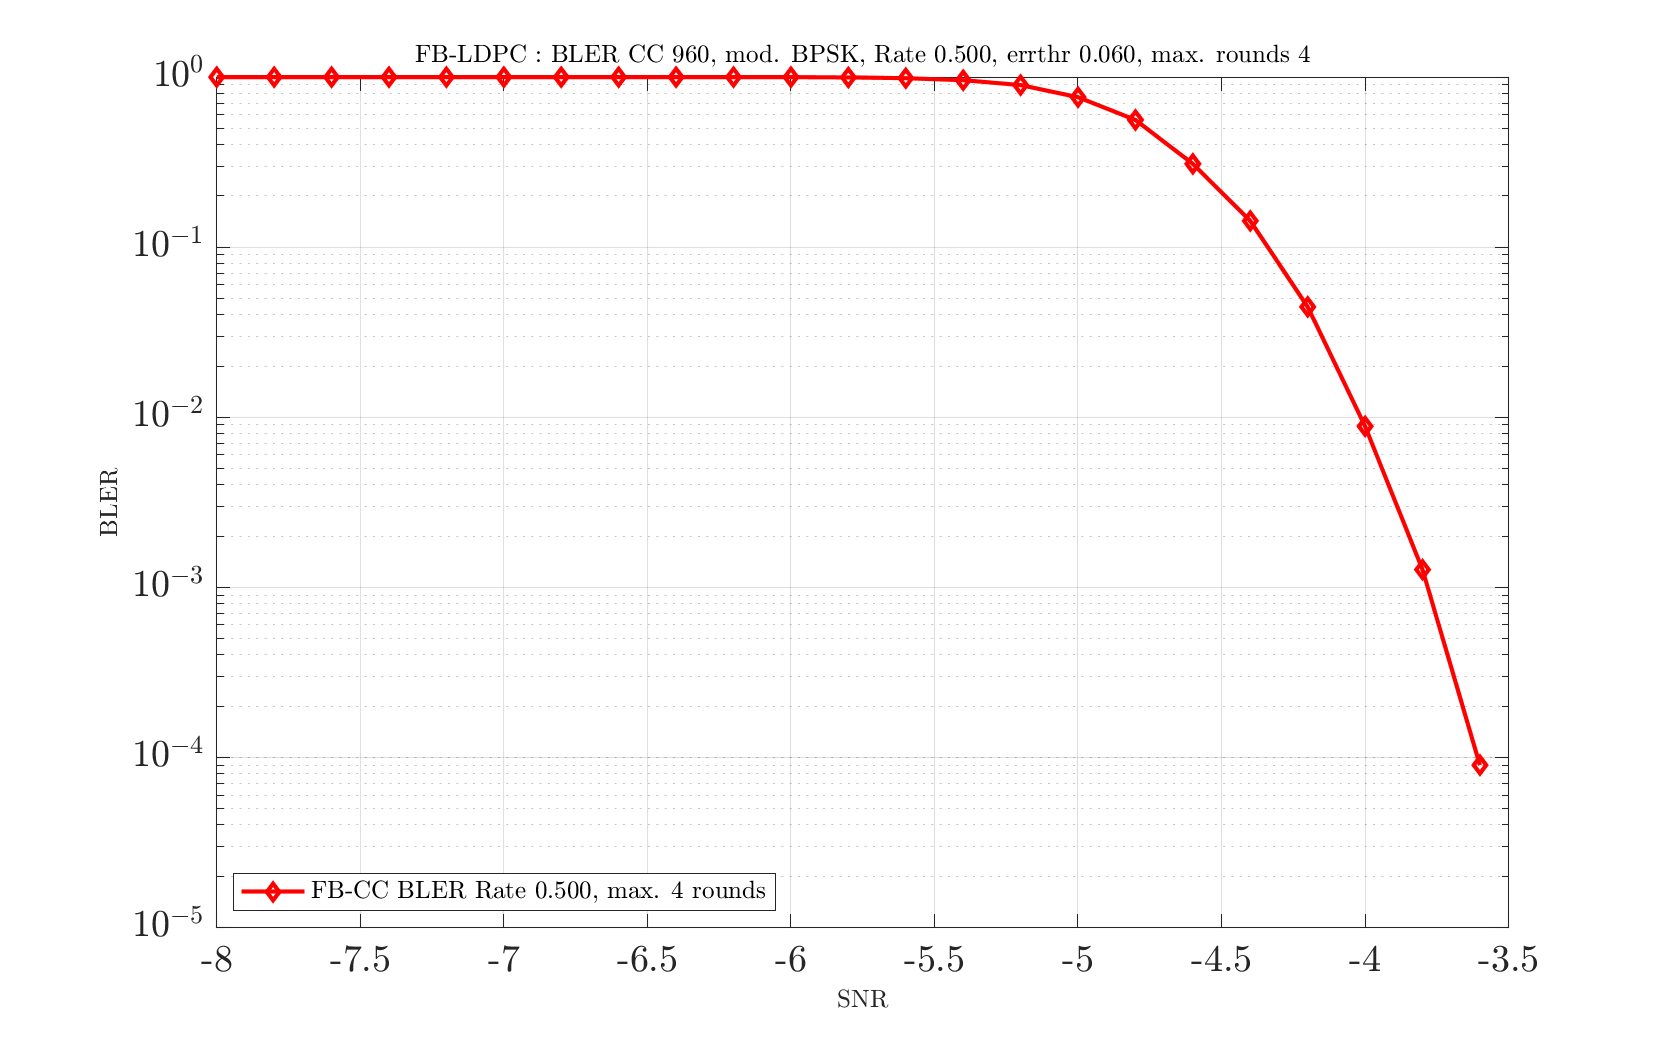 FB-LDPC : BLER CC 960, mod. BPSK, Rate 0.500, errthr 0.060, max. rounds 4
10⁰
10⁻¹
10⁻²
10⁻³
10⁻⁴
10⁻⁵
BLER
FB-CC BLER Rate 0.500, max. 4 rounds
-8 -7.5 -7 -6.5 -6 -5.5 -5 -4.5 -4 -3.5
SNR